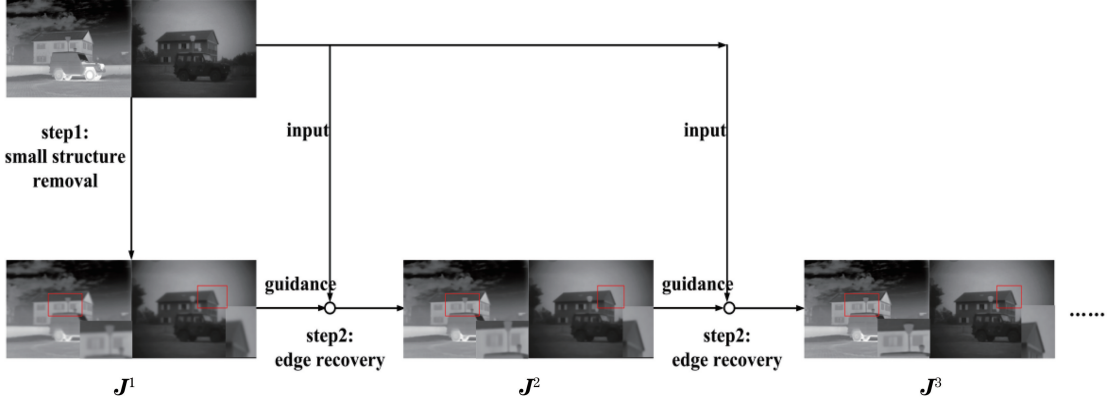 step1:
small structure
removal
input
input
guidance
step2:
edge recovery
guidance
step2:
edge recovery
......
J¹
J²
J³